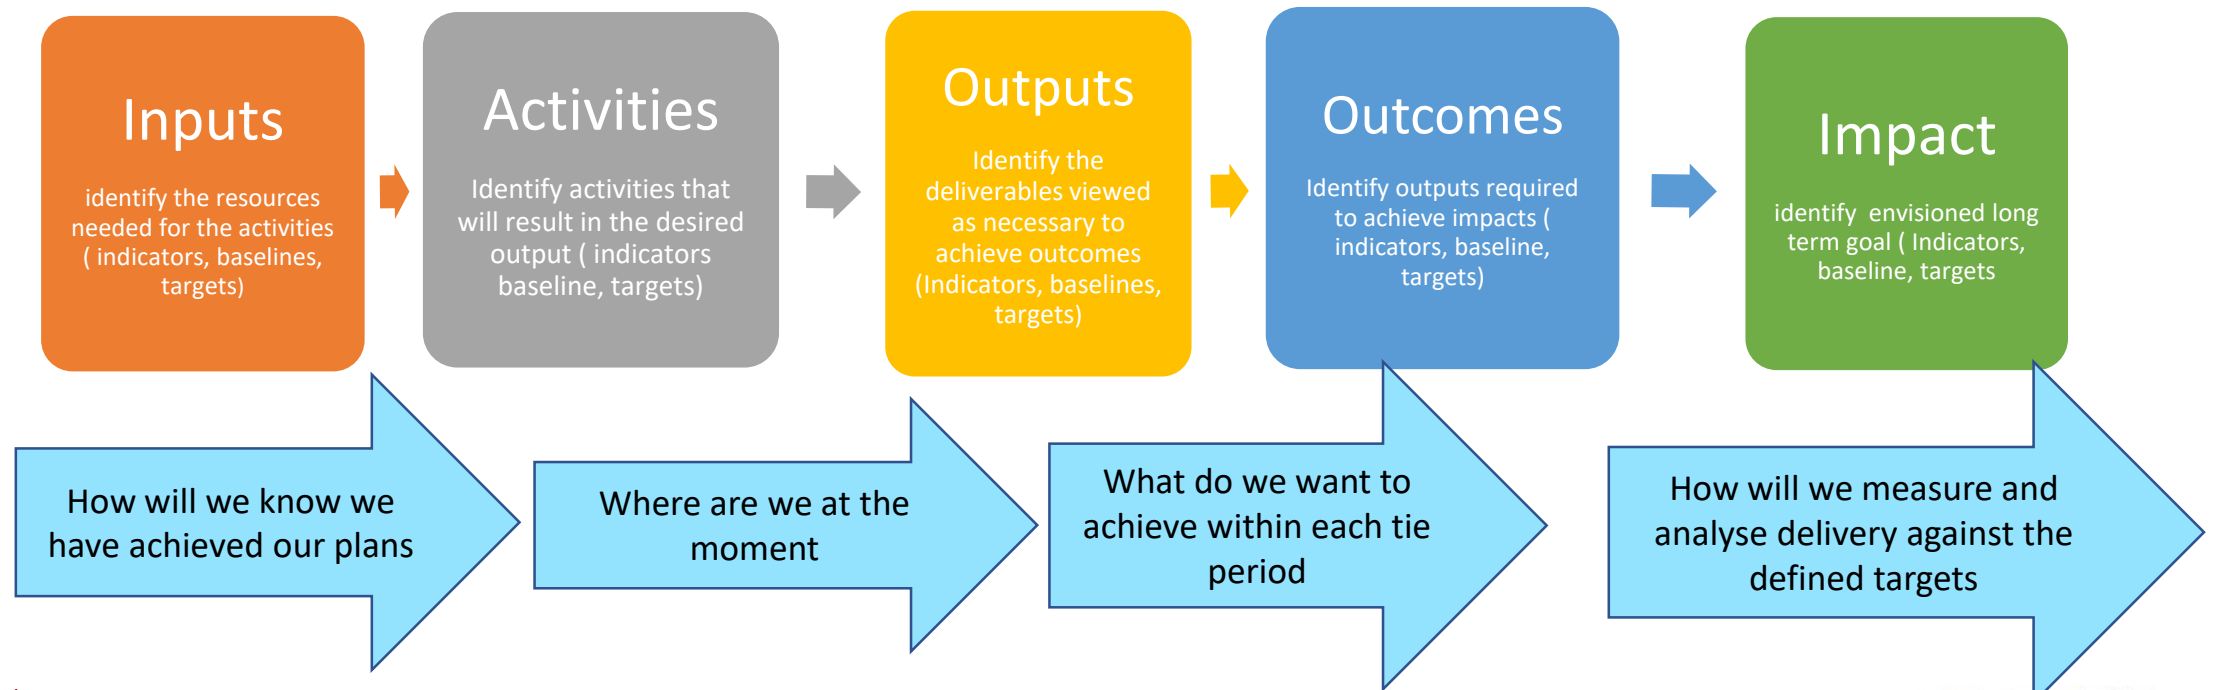 Inputs
identify the resources
needed for the activities
( indicators, baselines,
targets)
Activities
Identify activities that
will result in the desired
output ( indicators
baseline, targets)
Outputs
Identify the
deliverables viewed
as necessary to
achieve outcomes
(Indicators, baselines,
targets)
Outcomes
Identify outputs required
to achieve impacts (
indicators, baseline,
targets)
Impact
identify  envisioned long
term goal ( Indicators,
baseline, targets
How will we know we
have achieved our plans
Where are we at the
moment
What do we want to
achieve within each tie
period
How will we measure and
analyse delivery against the
defined targets